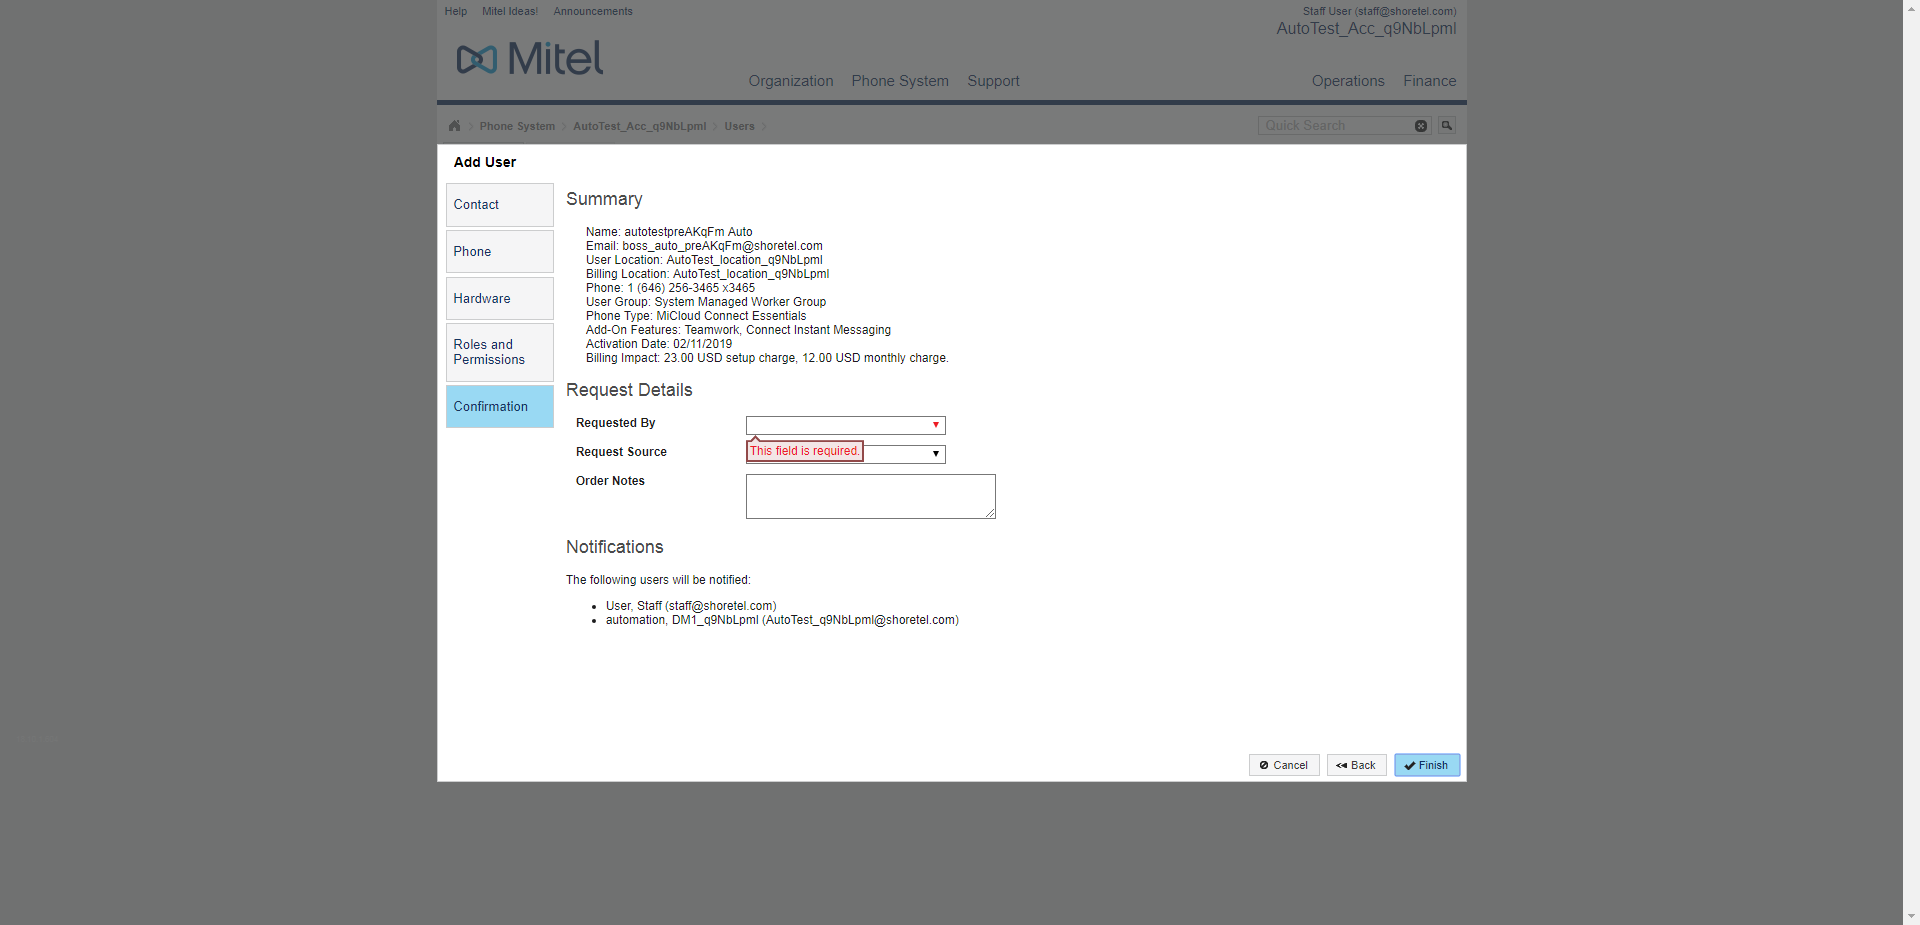 Help Mitel Ideas! Announcements
Staff User (staff@shoretel.com)
AutoTest_Acc_q9NbLpml
Mitel
Organization Phone System Support Operations Finance
Phone System AutoTest_Acc_q9NbLpml Users
Quick Search
Add User
Contact
Phone
Hardware
Roles and
Permissions
Confirmation
Summary
Name: autotestpreAKqFm Auto
Email: boss_auto_preAKqFm@shoretel.com
User Location: AutoTest_location_q9NbLpml
Billing Location: AutoTest_location_q9NbLpml
Phone: 1 (646) 256-3465 x3465
User Group: System Managed Worker Group
Phone Type: MiCloud Connect Essentials
Add-On Features: Teamwork, Connect Instant Messaging
Activation Date: 02/11/2019
Billing Impact: 23.00 USD setup charge, 12.00 USD monthly charge.
Request Details
Requested By
This field is required.
Request Source
Order Notes
Notifications
The following users will be notified:
User, Staff (staff@shoretel.com)
automation, DM1_q9NbLpml (AutoTest_q9NbLpml@shoretel.com)
Cancel Back Finish